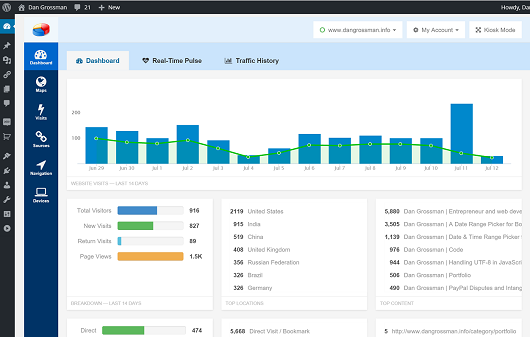 Dan Grossman 21 New Howdy, Dan
www.dangrossman.info My Account Kiosk Mode
Dashboard Real-Time Pulse Traffic History
Dashboard
Maps
Visits
Sources
Navigation
Devices
200
100
Jun 29 Jun 30 Jul 1 Jul 2 Jul 3 Jul 4 Jul 5 Jul 6 Jul 7 Jul 8 Jul 9 Jul 10 Jul 11 Jul 12
WEBSITE VISITS — LAST 14 DAYS
Total Visitors 916
New Visits 827
Return Visits 89
Page Views 1.5K
BREAKDOWN — LAST 14 DAYS
2119 United States
915 India
519 China
408 United Kingdom
356 Russian Federation
326 Brazil
326 Germany
TOP LOCATIONS
5,880 Dan Grossman | Entrepreneur and web deve
3,505 Dan Grossman | A Date Range Picker for Bo
1,139 Dan Grossman | Date & Time Range Picker f
976 Dan Grossman | Code
944 Dan Grossman | Handling UTF-8 in JavaScri
506 Dan Grossman | Portfolio
490 Dan Grossman | PayPal Disputes and Intang
TOP CONTENT
Direct 474
5,668 Direct Visit / Bookmark
5 http://www.dangrossman.info/category/portfolio